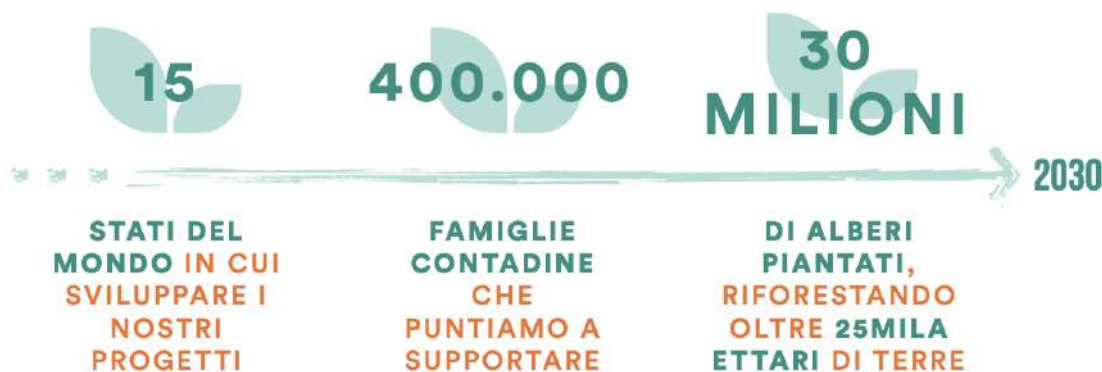 15
STATI DEL
MONDO IN CUI
SVILUPPARE I
NOSTRI
PROGETTI
400.000
FAMIGLIE
CONTADINE
CHE
PUNTIAMO A
SUPPORTARE
30
MILIONI
DI ALBERI
PIANTATI,
RIFORESTANDO
OLTRE 25MILA
ETTARI DI TERRE
2030